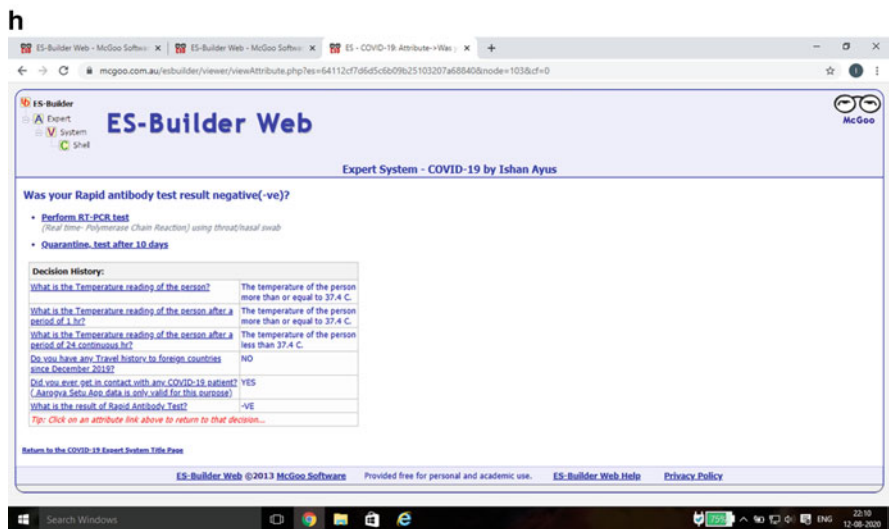 h
ES-Builder Web - McGoo Softwa
ES-Builder Web - McGoo Softwa
ES - COVID-19: Attribute->Was y
mcgoo.com.au/esbuilder/viewer/viewAttribute.php?es=64112cf7d6d5c6b09b25103207a68840&node=103&cf=0
ES-Builder
A Expert
V System
C Shell
ES-Builder Web
McGoo
Expert System - COVID-19 by Ishan Ayus
Was your Rapid antibody test result negative(-ve)?
• Perform RT-PCR test
(Real time- Polymerase Chain Reaction) using throat/nasal swab
• Quarantine, test after 10 days
Decision History:
What is the Temperature reading of the person? The temperature of the person
more than or equal to 37.4 C.
What is the Temperature reading of the person after a The temperature of the person
period of 1 hr? more than or equal to 37.4 C.
What is the Temperature reading of the person after a The temperature of the person
period of 24 continuous hr? less than 37.4 C.
Do you have any Travel history to foreign countries NO
since December 2019?
Did you ever get in contact with any COVID-19 patient? YES
( Aarogya Setu App data is only valid for this purpose)
What is the result of Rapid Antibody Test? -VE
Tip: Click on an attribute link above to return to that decision...
Return to the COVID-19 Expert System Title Page
ES-Builder Web ©2013 McGoo Software Provided free for personal and academic use. ES-Builder Web Help Privacy Policy
Search Windows 75% ENG 22:10
12-08-2020